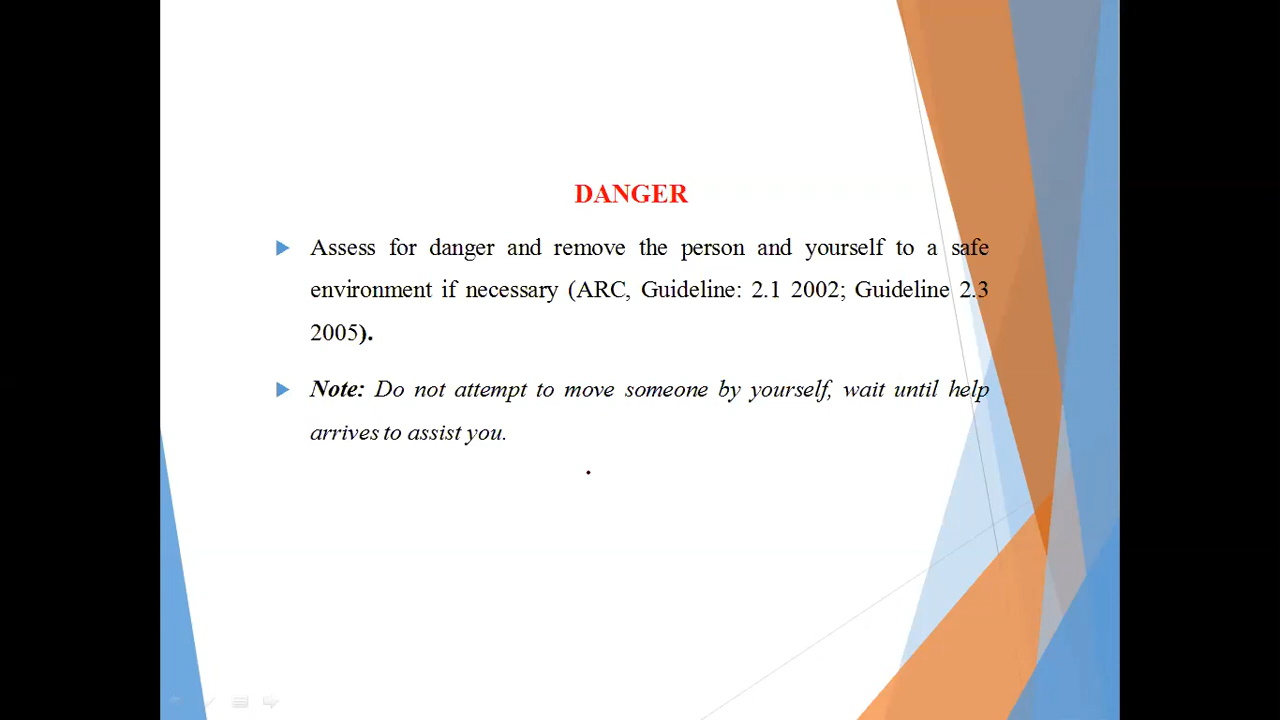 DANGER
Assess for danger and remove the person and yourself to a safe
environment if necessary (ARC, Guideline: 2.1 2002; Guideline 2.3
2005).
Note: Do not attempt to move someone by yourself, wait until help
arrives to assist you.